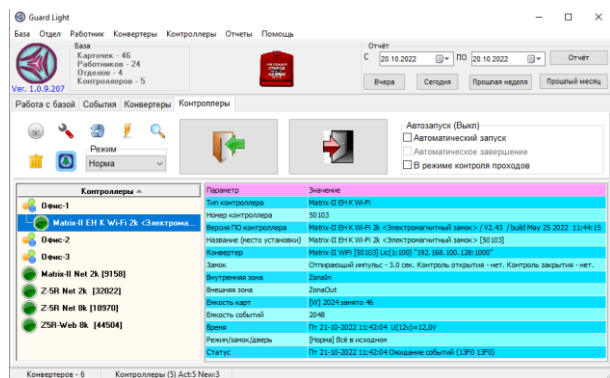 Guard Light
База Отдел Работник Конвертеры Контроллеры Отчеты Помощь
База
Карточек - 46
Работников - 24
Отделов - 4
Контроллеров - 5
Ver. 1.0.9.207
Отчёт
С 20.10.2022 ПО 20.10.2022 Отчёт
Вчера Сегодня Прошлая неделя Прошлый месяц
Работа с базой События Конвертеры Контроллеры
Режим
Норма
Автозапуск (Выкл)
Автоматический запуск
Автоматическое завершение
В режиме контроля проходов
Контроллеры
Офис-1
Matrix-II EH K Wi-Fi 2k <Электрома...
Офис-2
Офис-3
Matrix-II Net 2k [9158]
Z-5R Net 2k [32022]
Z-5R Net 8k [10970]
Z5R-Web 8k [44504]
Параметр Значение
Тип контроллера Matrix-II EH K Wi-Fi
Номер контроллера 50103
Версия ПО контроллера Matrix-II EH K Wi-Fi 2k <Электромагнитный замок> / V2.43 /build May 25 2022 11:44:15
Название (место установки) Matrix-II EH K Wi-Fi 2k <Электромагнитный замок> [50103]
Конвертер Matrix-II WiFi [50103] Lic(1:100) "192.168.100.128:1000"
Замок Отпирающий импульс - 3.0 сек. Контроль открытия - нет. Контроль закрытия - нет.
Внутренняя зона ZonaIn
Внешняя зона ZonaOut
Емкость карт [W] 2024 занято 46
Емкость событий 2048
Время Пт 21-10-2022 11:42:04 U(12v)=12,0V
Режим/замок/дверь [Норма] Всё в исходном
Статус Пт 21-10-2022 11:42:04 Ожидание событий (13F0 13F0)
Конвертеров - 6 Контроллеры (5) Act:5 New:3